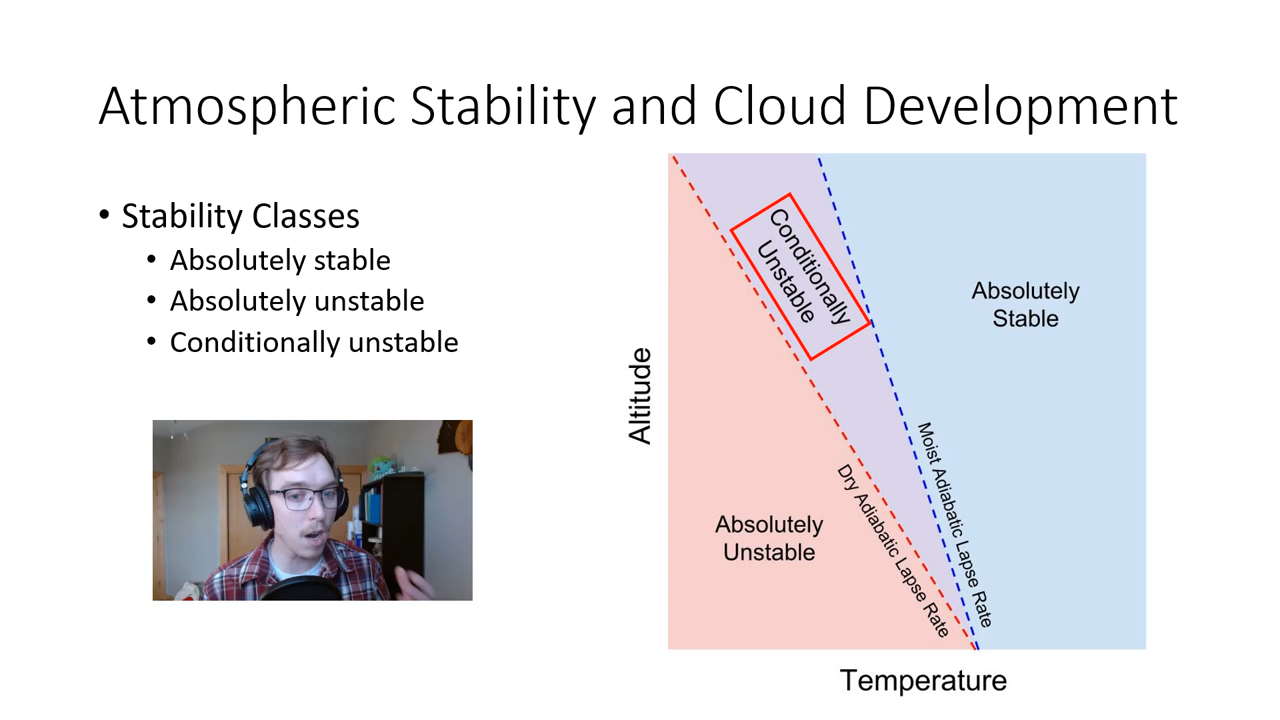 Atmospheric Stability and Cloud Development
• Stability Classes
• Absolutely stable
• Absolutely unstable
• Conditionally unstable
Conditionally
Unstable
Absolutely
Stable
Altitude
Moist Adiabatic Lapse Rate
Dry Adiabatic Lapse Rate
Absolutely
Unstable
Temperature